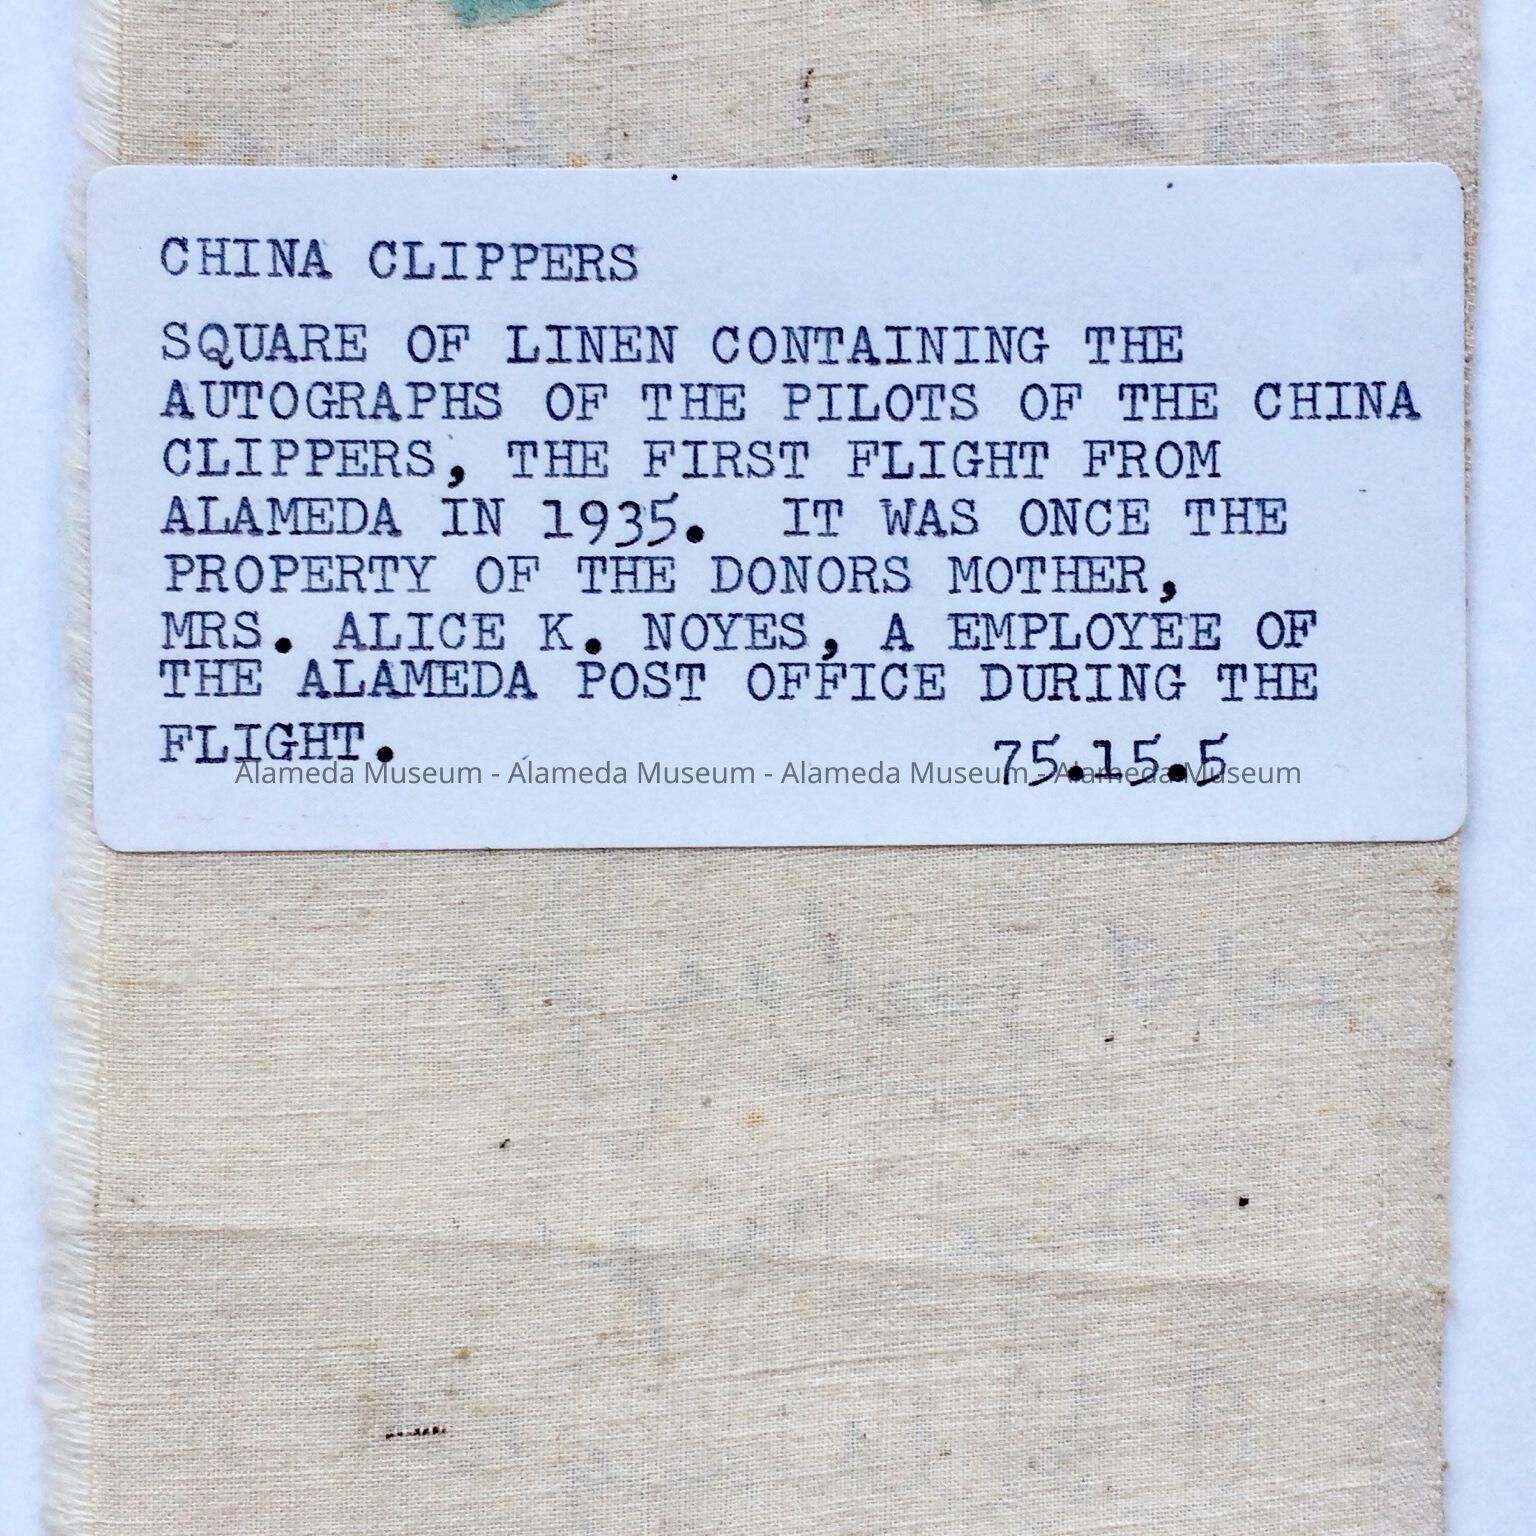 CHINA CLIPPERS
SQUARE OF LINEN CONTAINING THE
AUTOGRAPHS OF THE PILOTS OF THE CHINA
CLIPPERS, THE FIRST FLIGHT FROM
ALAMEDA IN 1935. IT WAS ONCE THE
PROPERTY OF THE DONORS MOTHER,
MRS. ALICE K. NOYES, A EMPLOYEE OF
THE ALAMEDA POST OFFICE DURING THE
FLIGHT. 75.15.5
Alameda Museum - Alameda Museum - Alameda Museum - Alameda Museum